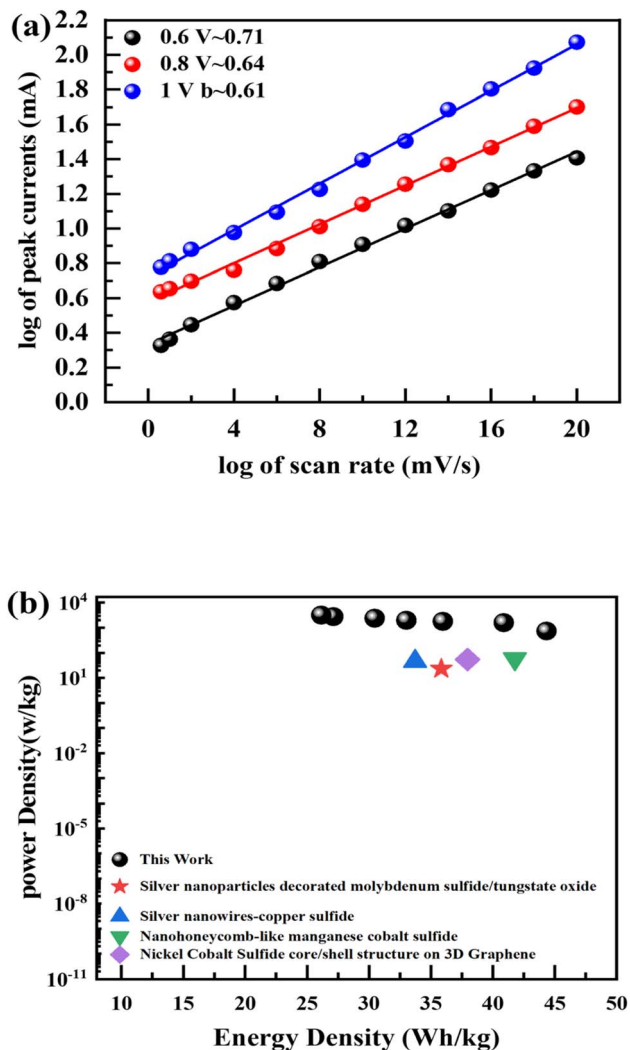 (a)
2.2
2.0
1.8
1.6
1.4
1.2
1.0
0.8
0.6
0.4
0.2
0.0
log of peak currents (mA)
0.6 V~0.71
0.8 V~0.64
1 V b~0.61
0 4 8 12 16 20
log of scan rate (mV/s)
(b)
10^4
10^1
10^-2
10^-5
10^-8
10^-11
power Density(w/kg)
This Work
Silver nanoparticles decorated molybdenum sulfide/tungstate oxide
Silver nanowires-copper sulfide
Nanohoneycomb-like manganese cobalt sulfide
Nickel Cobalt Sulfide core/shell structure on 3D Graphene
10 15 20 25 30 35 40 45 50
Energy Density (Wh/kg)